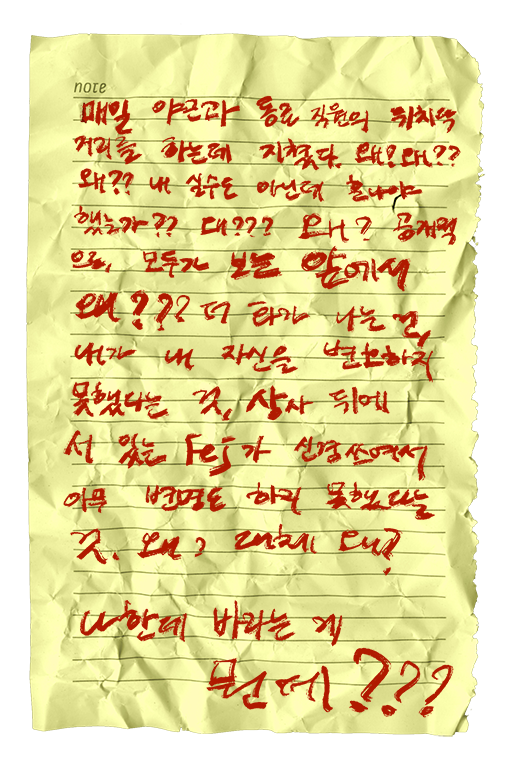 note
매일 야근과 동료 직원의 뒤치닥
거리를 하는데 지쳤다. 왜?왜??
왜?? 내 실수도 아닌데 혼나야
했는가?? 대??? 왜? 공개적
으로, 모두가 보는 앞에서
왜??? 더 화가 나는 건,
내가 내 자신을 변호하지
못했다는 것, 상사 뒤에
서 있는 Fej가 신경쓰여서
아무 변명도 하지 못했다는
것. 왜? 대체 왜?
나한테 바라는 게
뭔데???